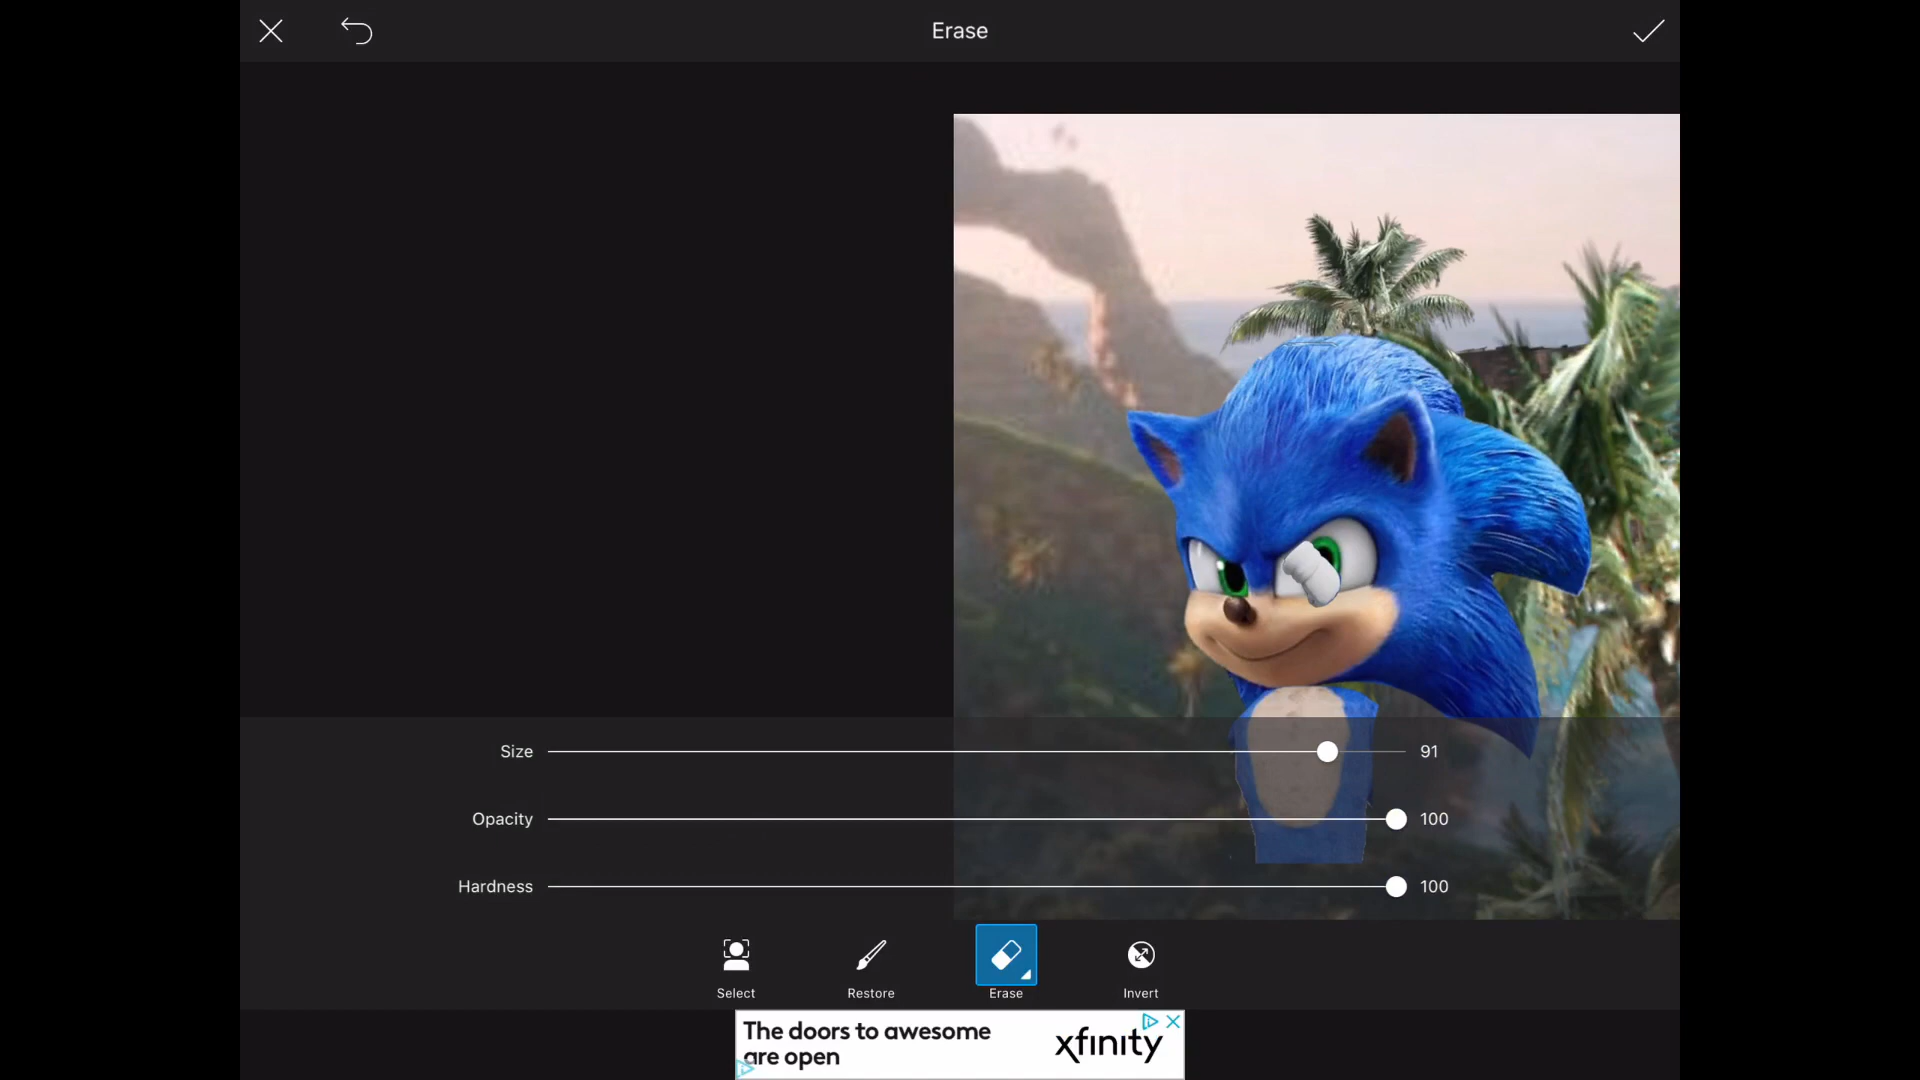 Erase
Size 91
Opacity 100
Hardness 100
Select Restore Erase Invert
The doors to awesome
are open
xfinity